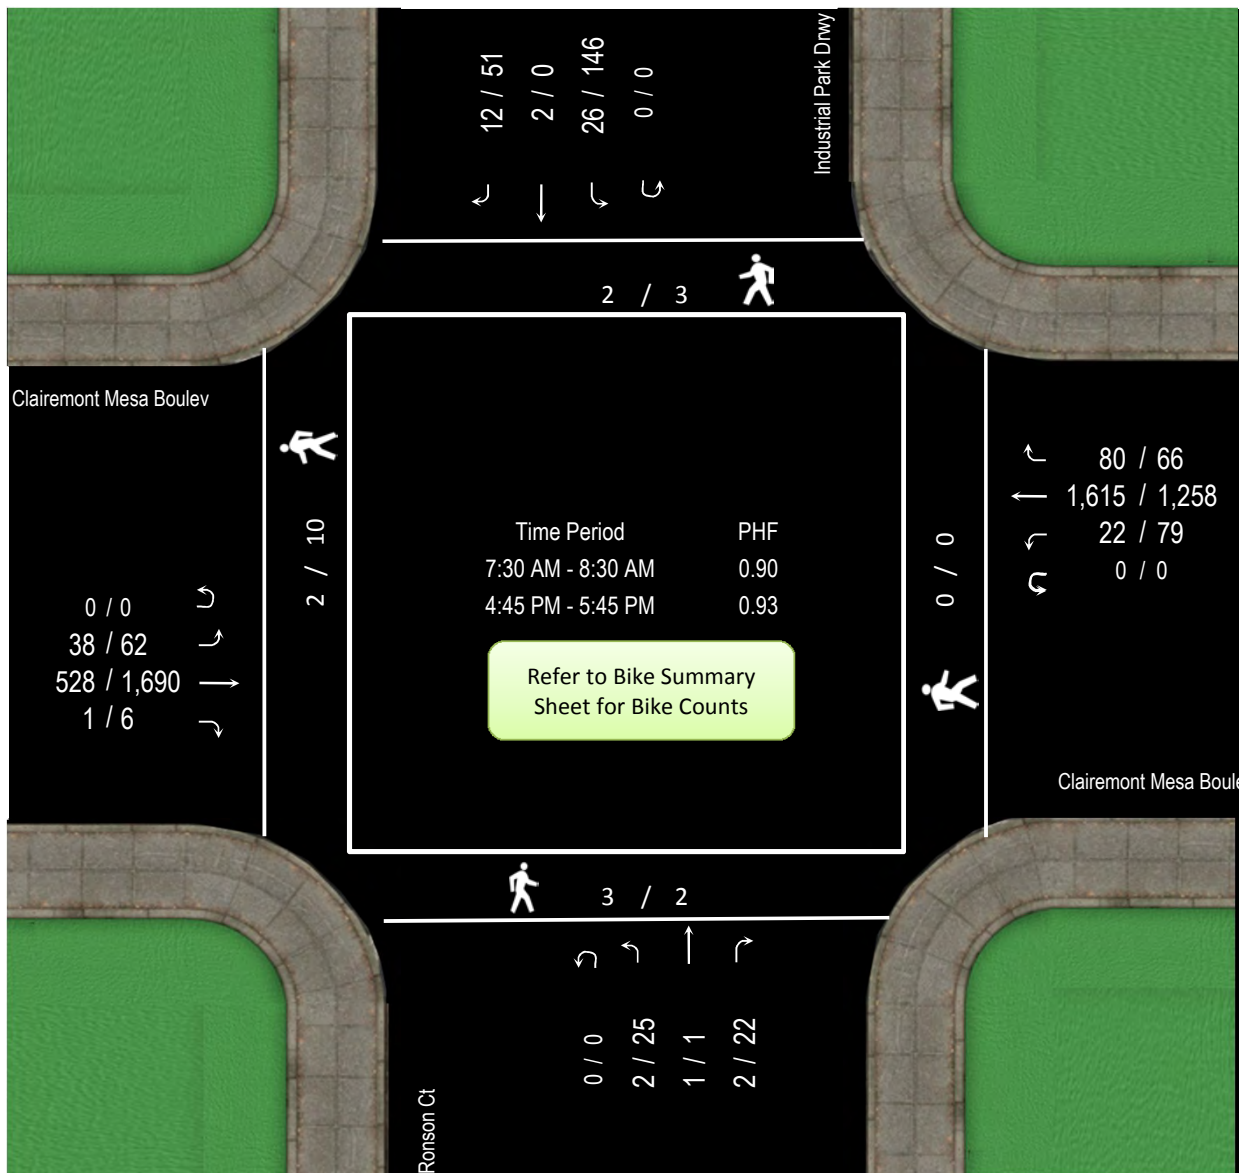 Industrial Park Drwy
12 / 51
2 / 0
26 / 146
0 / 0
2 / 3
Clairemont Mesa Boulev
2 / 10
0 / 0
38 / 62
528 / 1,690
1 / 6
Time Period PHF
7:30 AM - 8:30 AM 0.90
4:45 PM - 5:45 PM 0.93
Refer to Bike Summary
Sheet for Bike Counts
0 / 0
80 / 66
1,615 / 1,258
22 / 79
0 / 0
Clairemont Mesa Boule
3 / 2
0 / 0
2 / 25
1 / 1
2 / 22
Ronson Ct